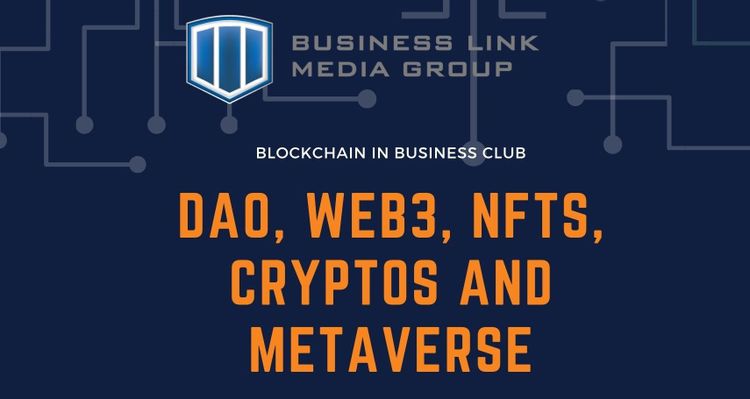 BUSINESS LINK
MEDIA GROUP
BLOCKCHAIN IN BUSINESS CLUB
DAO, WEB3, NFTS,
CRYPTOS AND
METAVERSE